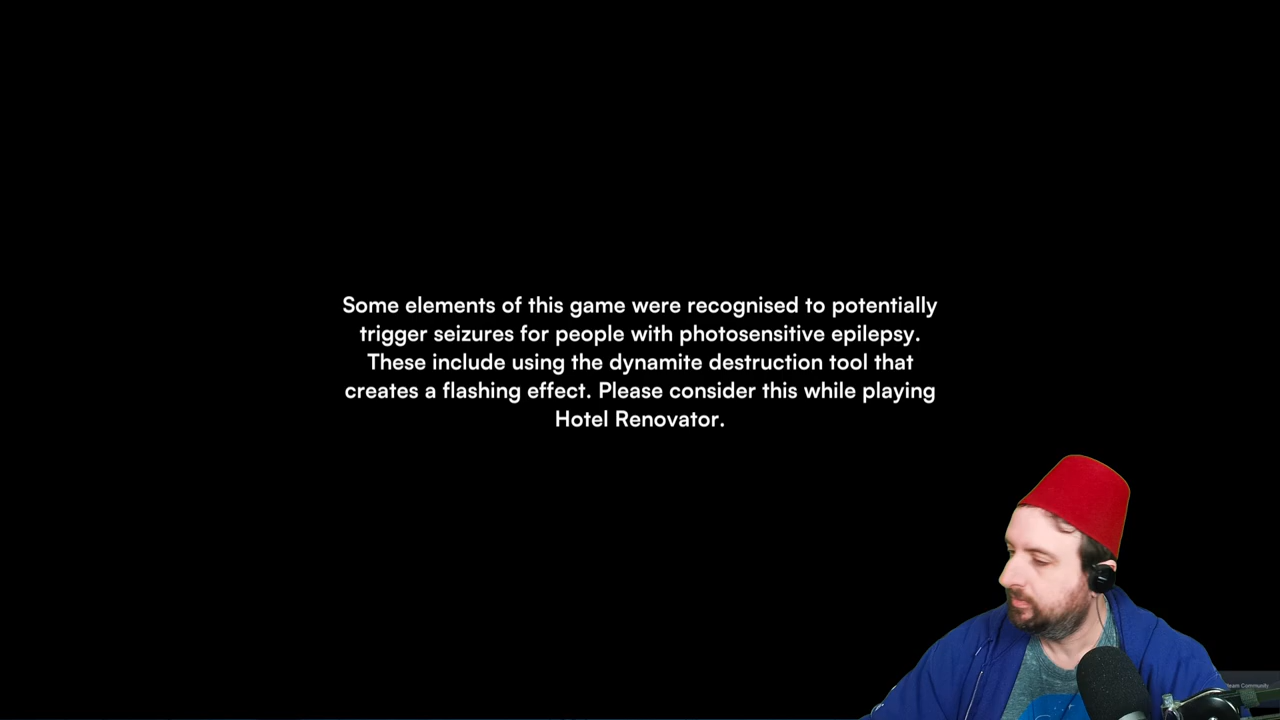 Some elements of this game were recognised to potentially
trigger seizures for people with photosensitive epilepsy.
These include using the dynamite destruction tool that
creates a flashing effect. Please consider this while playing
Hotel Renovator.
Community